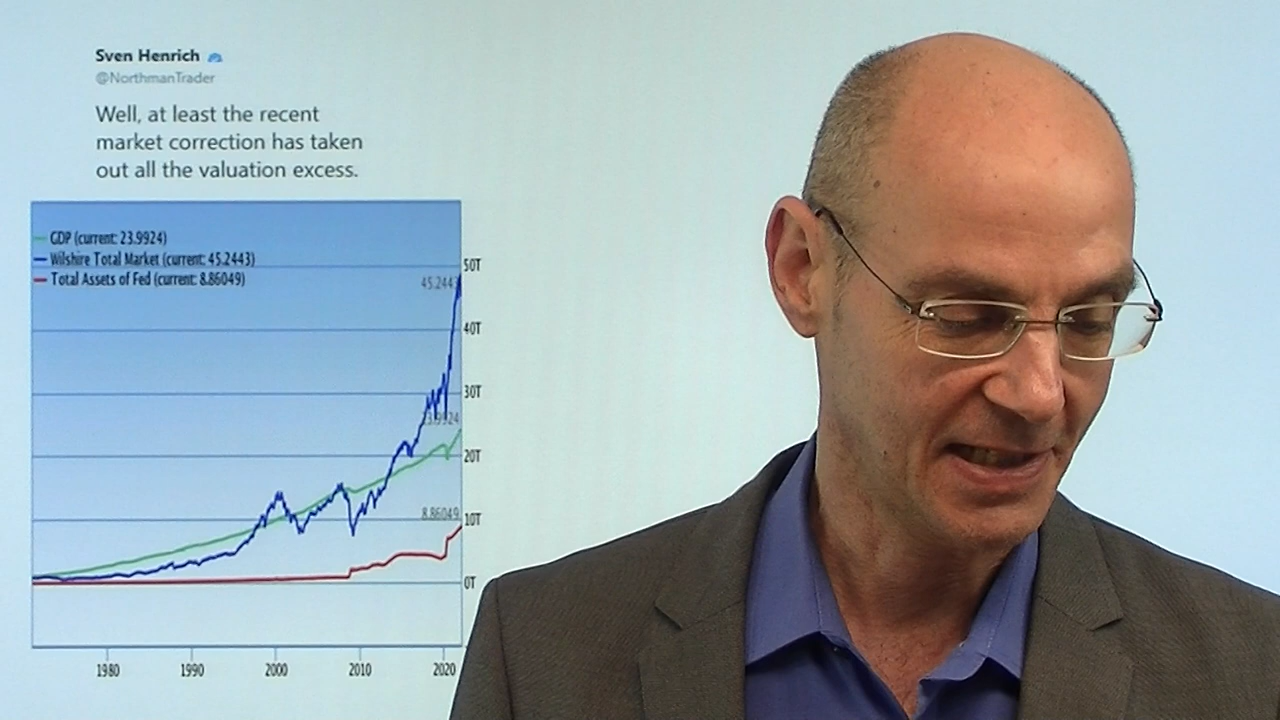 Sven Henrich
@NorthmanTrader
Well, at least the recent
market correction has taken
out all the valuation excess.
GDP (current: 23.9924)
Wilshire Total Market (current: 45.2443)
Total Assets of Fed (current: 8.86049)
50T
45.2443
40T
30T
23.9924
20T
8.86049
10T
0T
1980 1990 2000 2010 2020